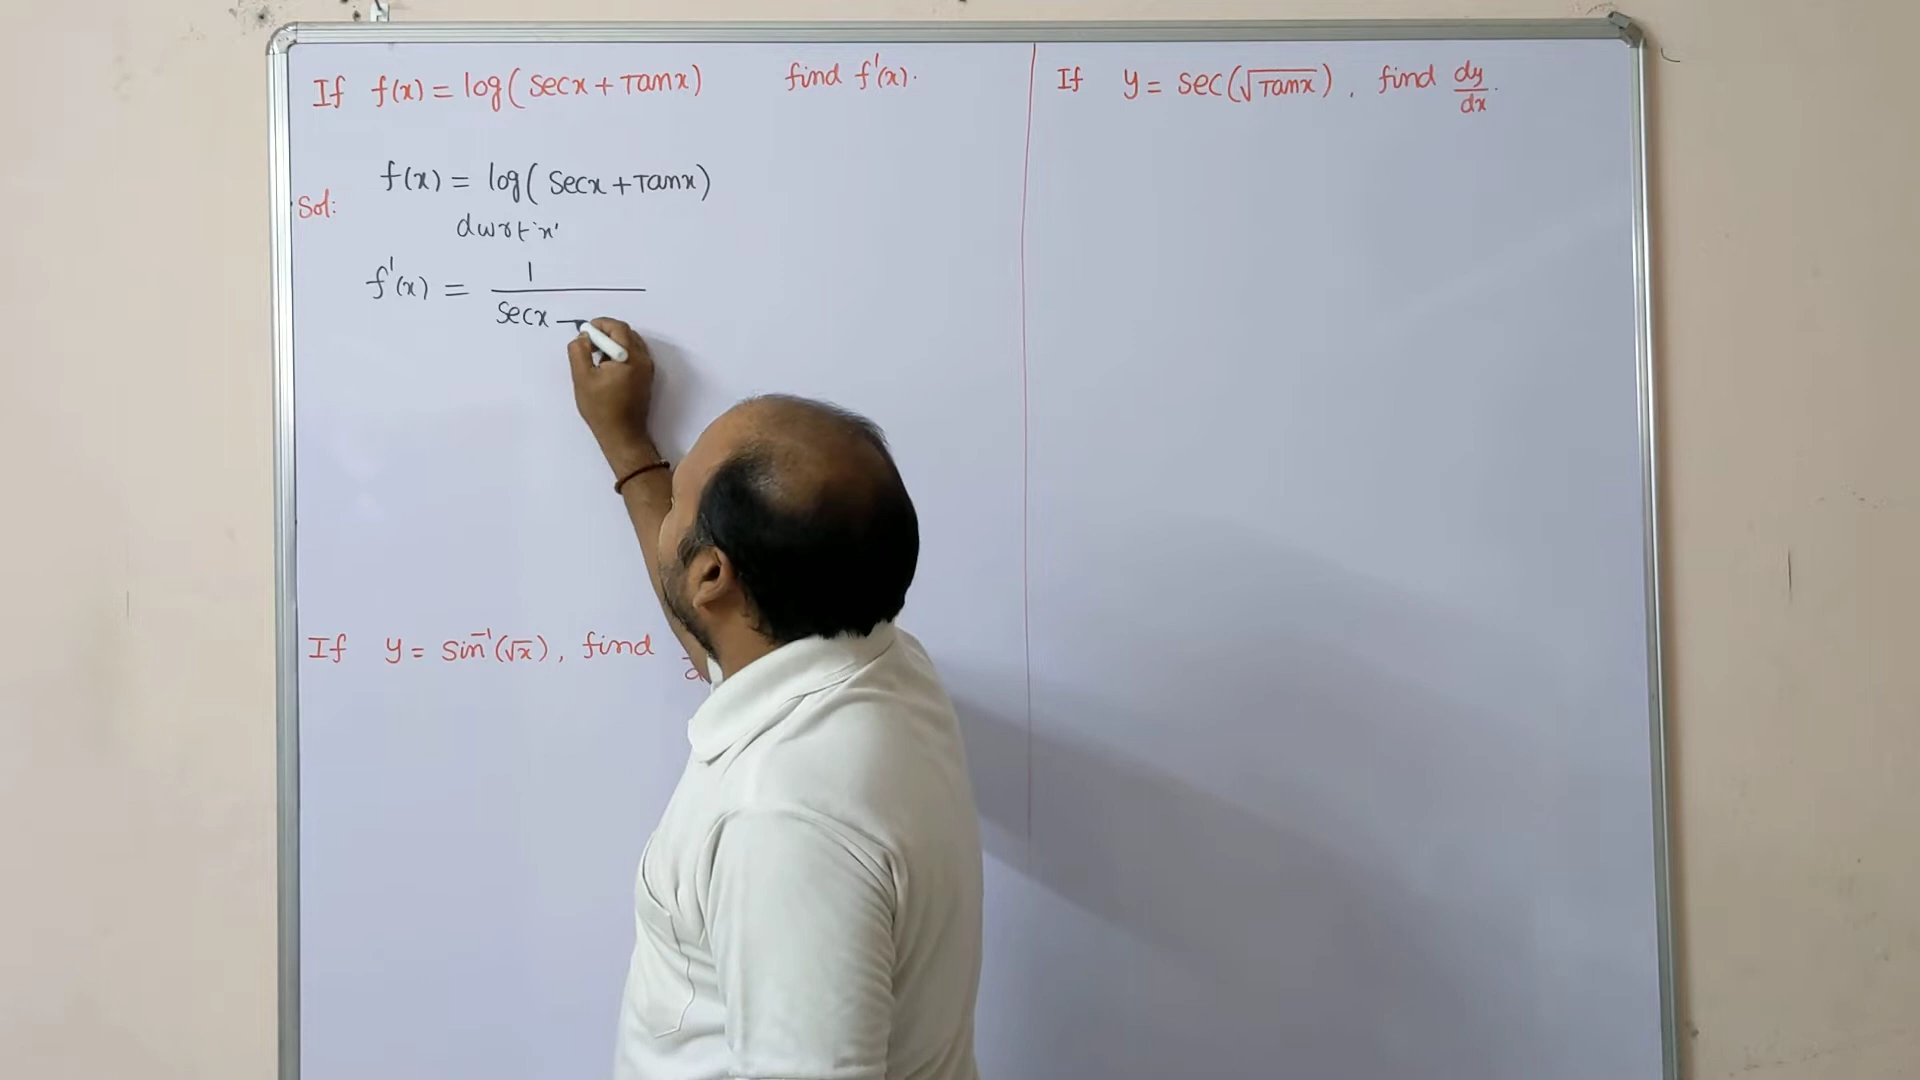 If f(x) = log(secx+Tanx) find f'(x).
Sol: f(x) = log(secx+Tanx)
dwrt 'x'
f'(x) = 1
secx –
If y = sin⁻¹(√x), find
If y = sec(√Tanx), find dy/dx.